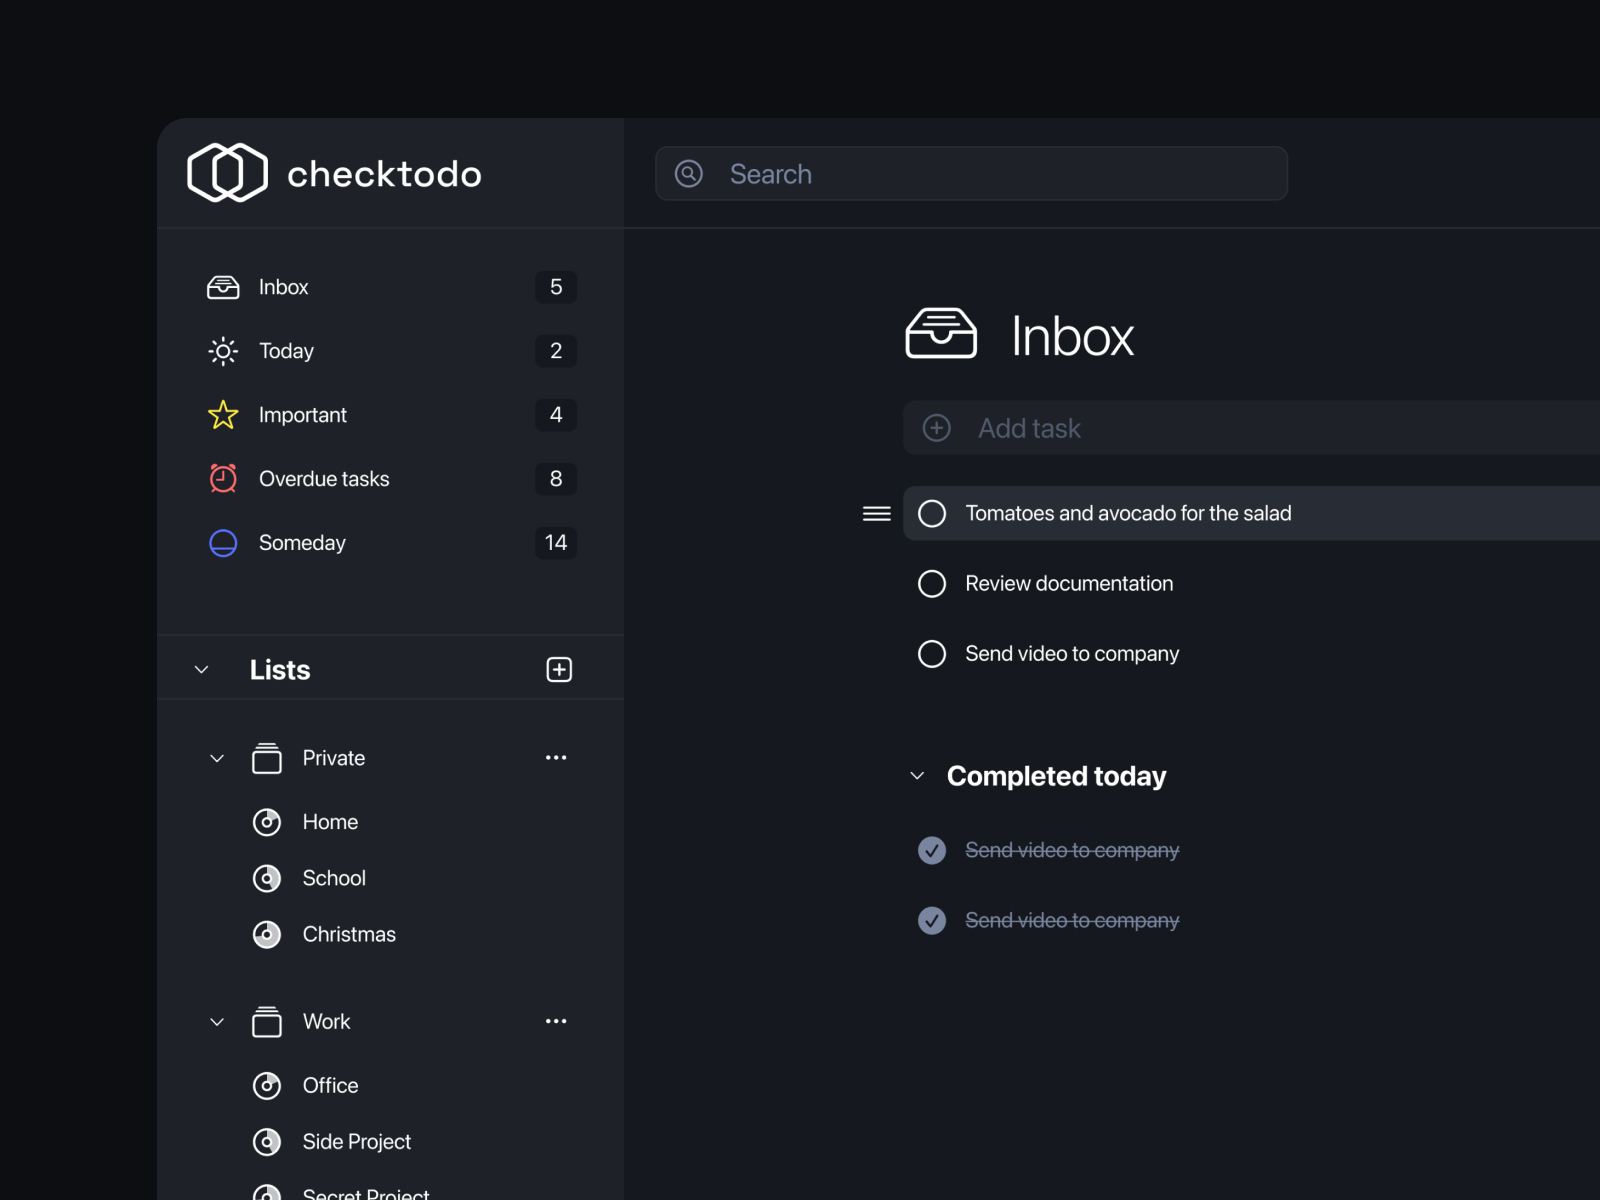 checktodo
Search
Inbox 5
Today 2
Important 4
Overdue tasks 8
Someday 14
Lists
Private
Home
School
Christmas
Work
Office
Side Project
Secret Project
Inbox
Add task
Tomatoes and avocado for the salad
Review documentation
Send video to company
Completed today
Send video to company
Send video to company